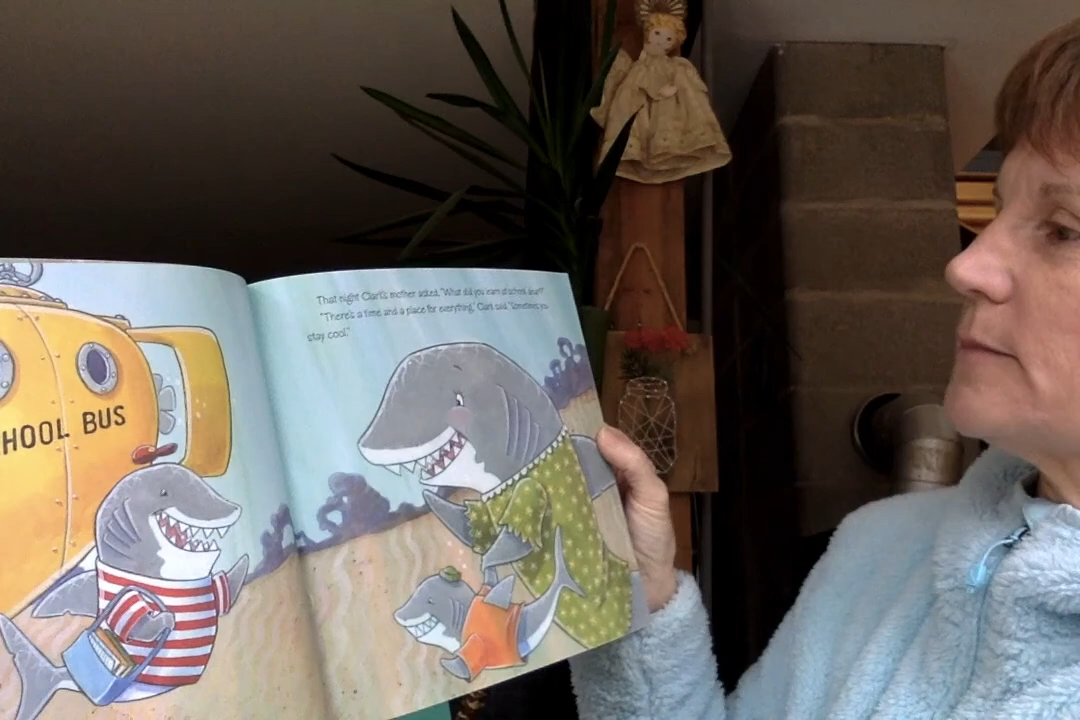 HOOL BUS
That night Clark's mother asked, "What did you learn at school, dear?"
"There's a time and a place for everything," Clark said. "Sometimes you
stay cool."